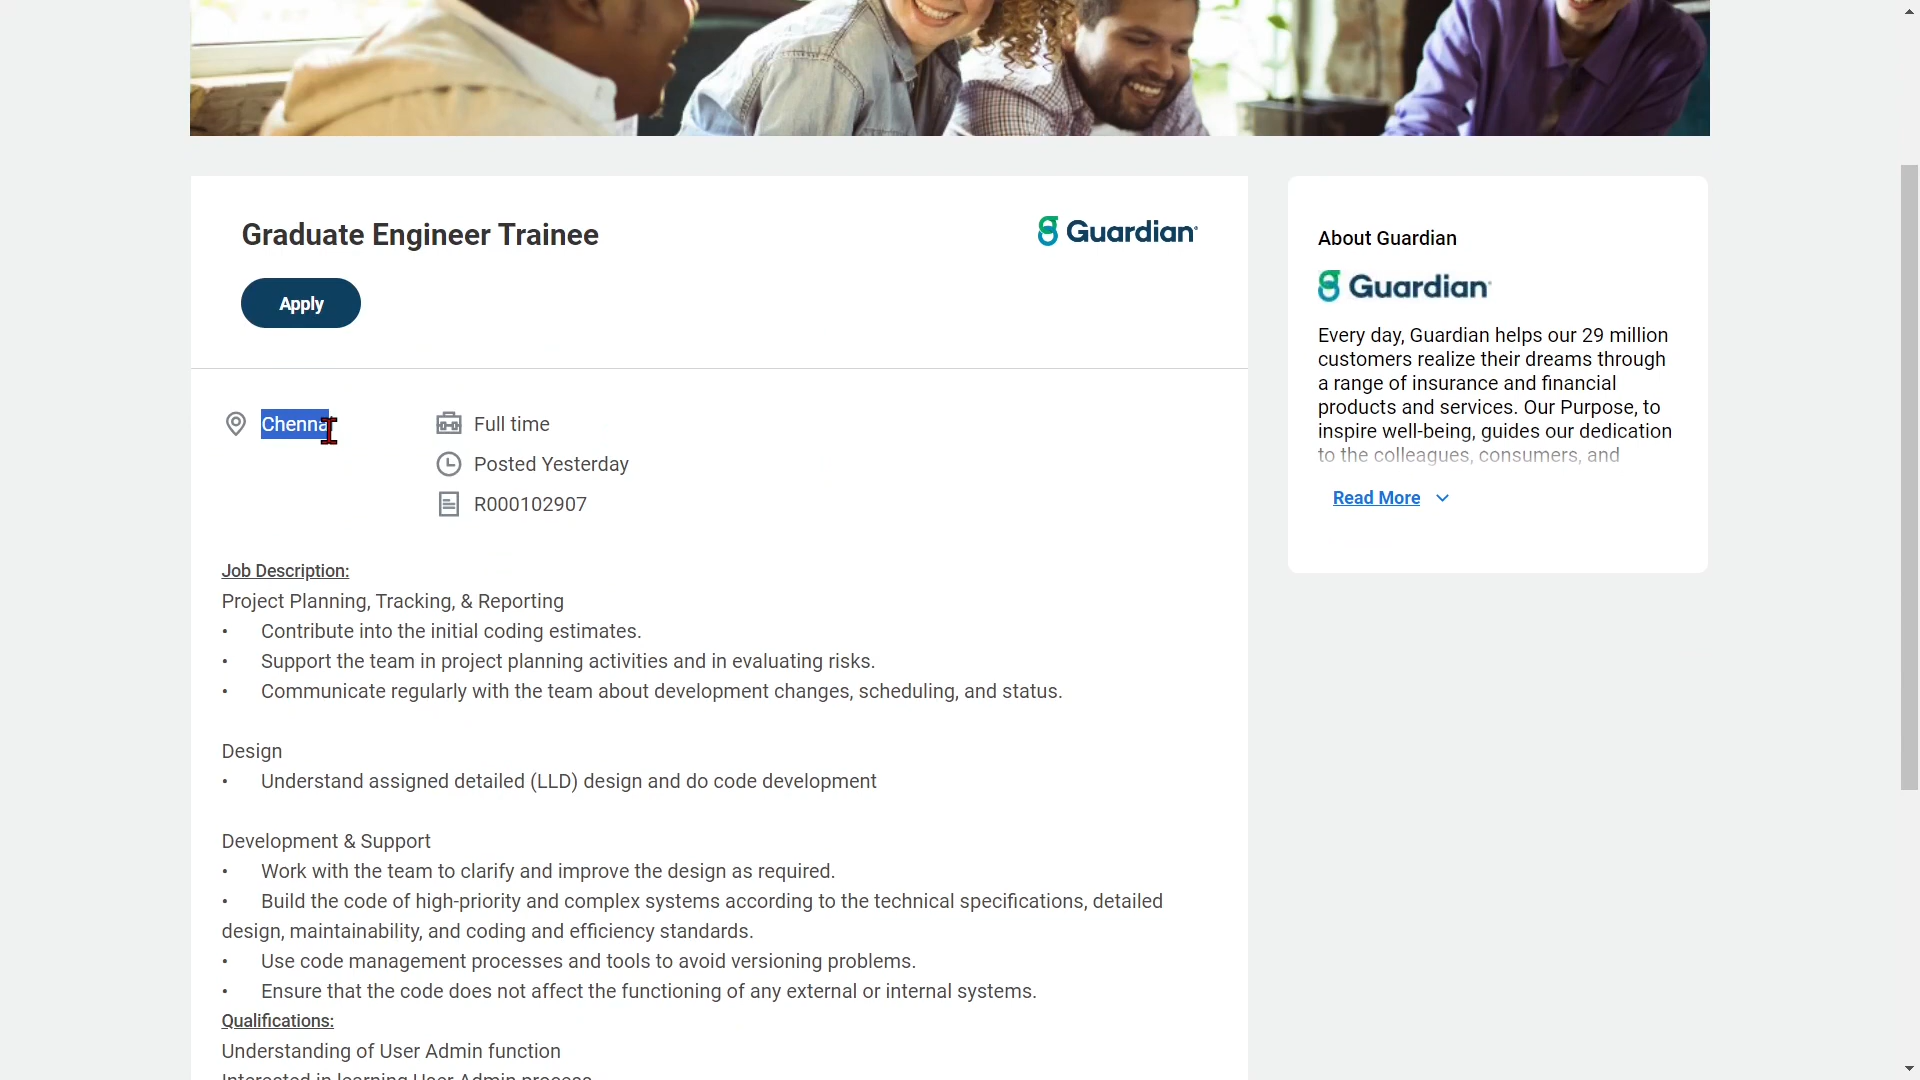 Graduate Engineer Trainee
Guardian
Apply
Chennai
Full time
Posted Yesterday
R000102907
Job Description:
Project Planning, Tracking, & Reporting
• Contribute into the initial coding estimates.
• Support the team in project planning activities and in evaluating risks.
• Communicate regularly with the team about development changes, scheduling, and status.
Design
• Understand assigned detailed (LLD) design and do code development
Development & Support
• Work with the team to clarify and improve the design as required.
• Build the code of high-priority and complex systems according to the technical specifications, detailed
design, maintainability, and coding and efficiency standards.
• Use code management processes and tools to avoid versioning problems.
• Ensure that the code does not affect the functioning of any external or internal systems.
Qualifications:
Understanding of User Admin function
Interested in learning User Admin process
About Guardian
Guardian
Every day, Guardian helps our 29 million
customers realize their dreams through
a range of insurance and financial
products and services. Our Purpose, to
inspire well-being, guides our dedication
to the colleagues, consumers, and
Read More